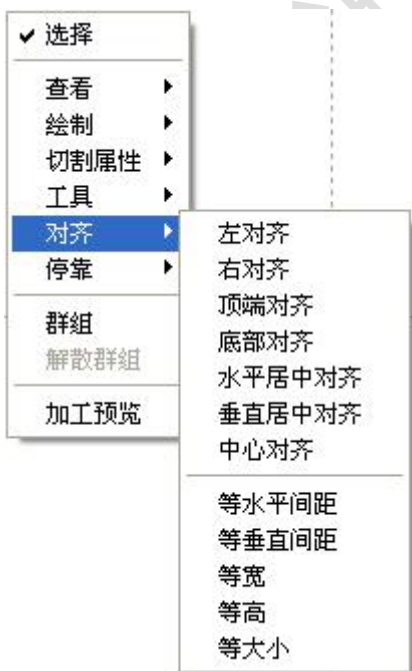 选择
查看
绘制
切割属性
工具
对齐
停靠
群组
解散群组
加工预览
左对齐
右对齐
顶端对齐
底部对齐
水平居中对齐
垂直居中对齐
中心对齐
等水平间距
等垂直间距
等宽
等高
等大小